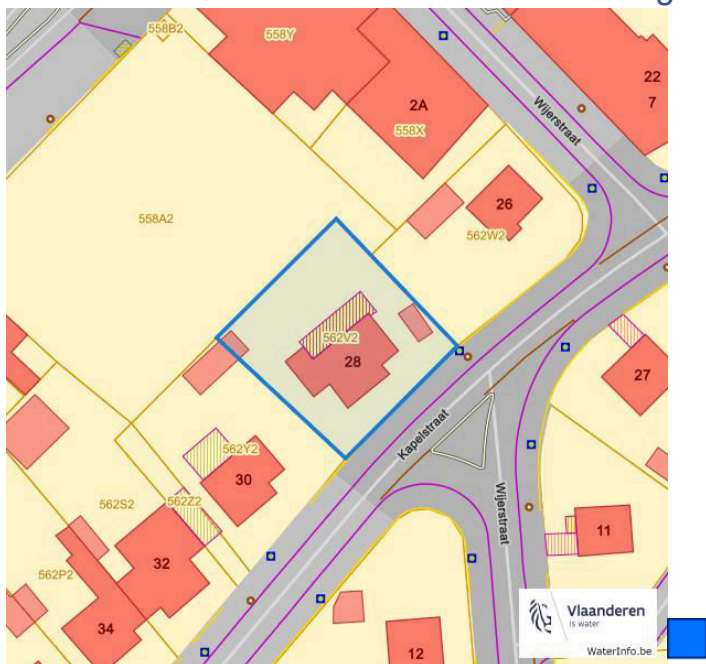 g
558B2
558Y
22
7
2A
558X
Wijerstraat
26
558A2
562W2
562V2
28
27
Kapelstraat
562Y2
30
Wijerstraat
562S2
562Z2
11
32
562P2
34
12
Vlaanderen
is water
WaterInfo.be